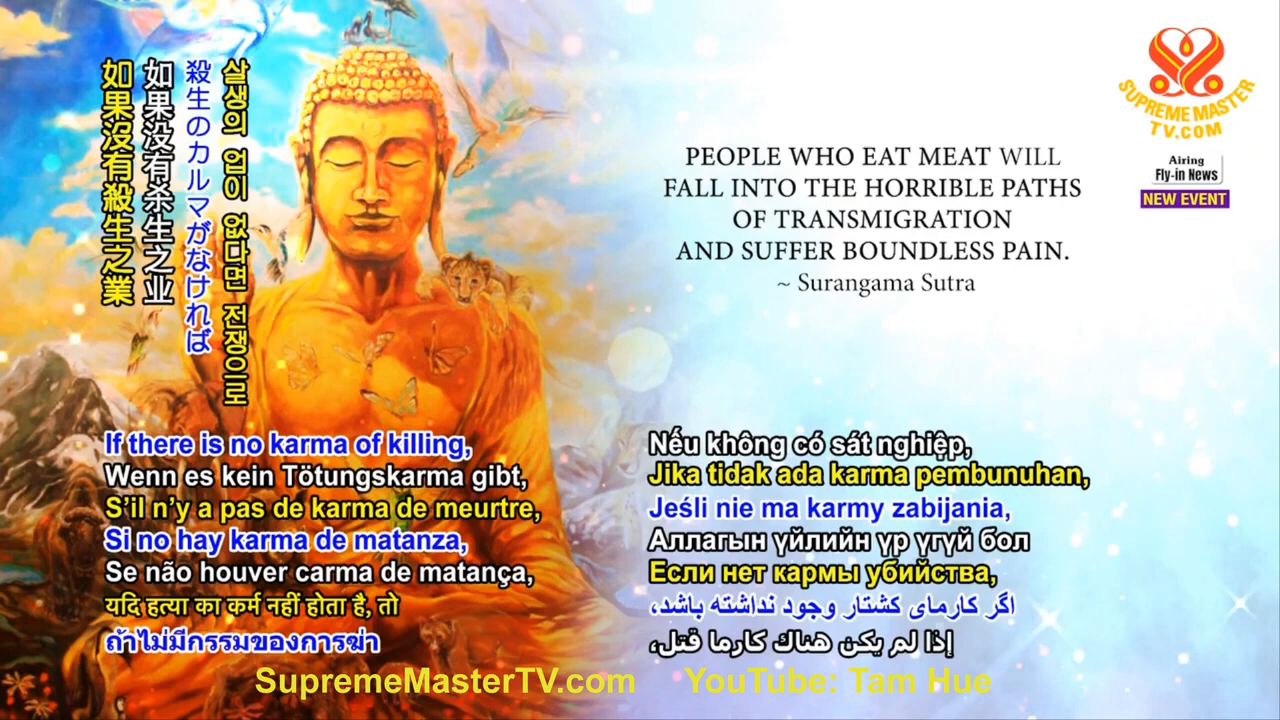 如果沒有殺生之業
如果没有杀生之业
殺生のカルマがなければ
살생의 업이 없다면 전쟁으로
SUPREME MASTER
TV.COM
Airing
Fly-in News
NEW EVENT
PEOPLE WHO EAT MEAT WILL
FALL INTO THE HORRIBLE PATHS
OF TRANSMIGRATION
AND SUFFER BOUNDLESS PAIN.
~ Surangama Sutra
If there is no karma of killing,
Wenn es kein Tötungskarma gibt,
S’il n’y a pas de karma de meurtre,
Si no hay karma de matanza,
Se não houver carma de matança,
यदि हत्या का कर्म नहीं होता है, तो
ถ้าไม่มีกรรมของการฆ่า
Nếu không có sát nghiệp,
Jika tidak ada karma pembunuhan,
Jeśli nie ma karmy zabijania,
Аллагын үйлийн үр үгүй бол
Если нет кармы убийства,
اگر کارمای کشتار وجود نداشته باشد،
إذا لم يكن هناك كارما قتل،
SupremeMasterTV.com
YouTube: Tam Hue